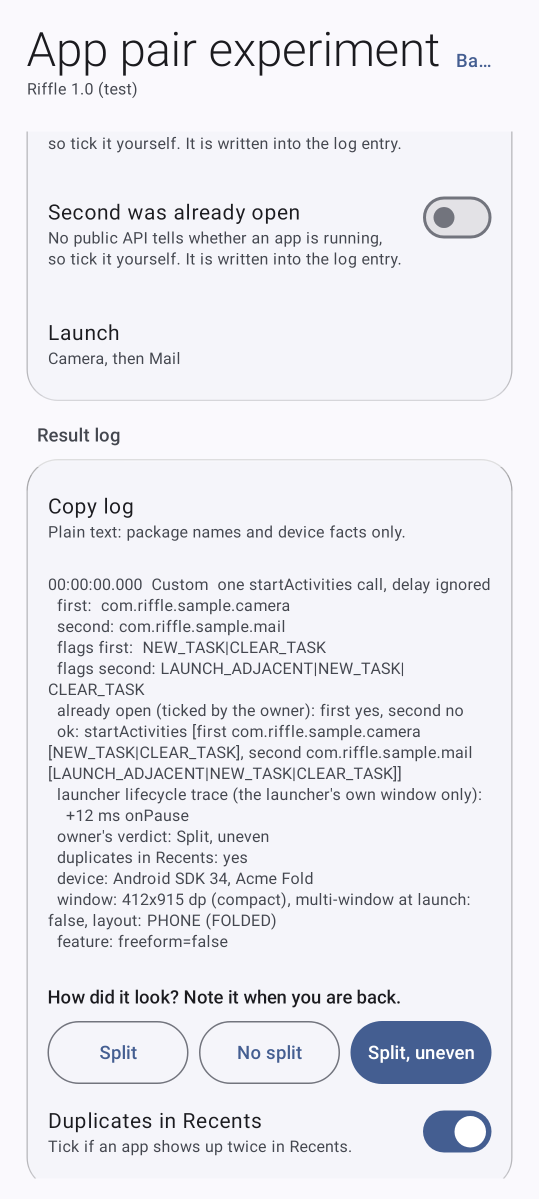 App pair experiment Ba…
Riffle 1.0 (test)
so tick it yourself. It is written into the log entry.
Second was already open
No public API tells whether an app is running,
so tick it yourself. It is written into the log entry.
Launch
Camera, then Mail
Result log
Copy log
Plain text: package names and device facts only.
00:00:00.000  Custom  one startActivities call, delay ignored
first:  com.riffle.sample.camera
second: com.riffle.sample.mail
flags first:  NEW_TASK|CLEAR_TASK
flags second: LAUNCH_ADJACENT|NEW_TASK|
CLEAR_TASK
already open (ticked by the owner): first yes, second no
ok: startActivities [first com.riffle.sample.camera
[NEW_TASK|CLEAR_TASK], second com.riffle.sample.mail
[LAUNCH_ADJACENT|NEW_TASK|CLEAR_TASK]]
launcher lifecycle trace (the launcher's own window only):
+12 ms onPause
owner's verdict: Split, uneven
duplicates in Recents: yes
device: Android SDK 34, Acme Fold
window: 412x915 dp (compact), multi-window at launch:
false, layout: PHONE (FOLDED)
feature: freeform=false
How did it look? Note it when you are back.
Split No split Split, uneven
Duplicates in Recents
Tick if an app shows up twice in Recents.